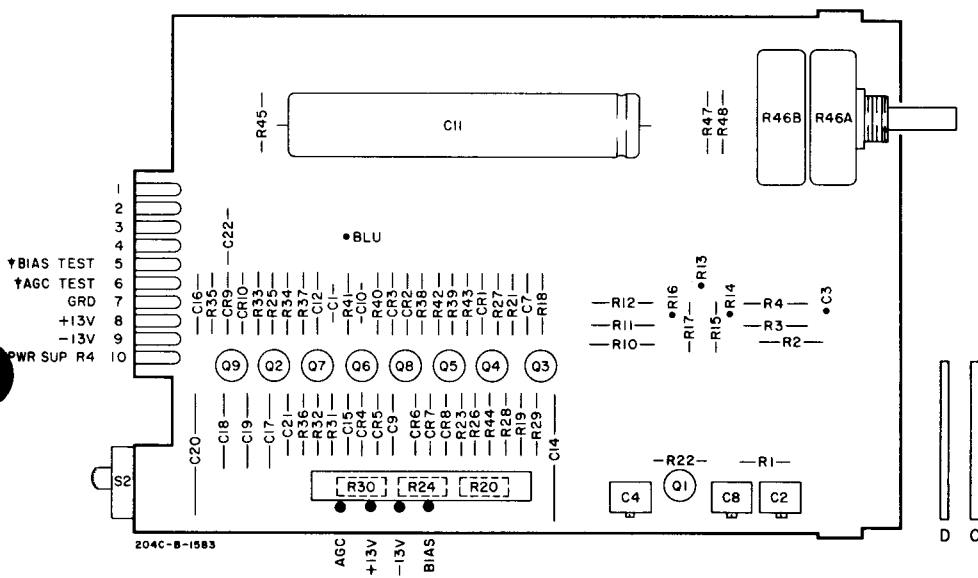 R45
C11
R47
R48
R46B
R46A
1
2
3
4
BIAS TEST 5
AGC TEST 6
GRD 7
+13V 8
-13V 9
PWR SUP R4 10
C22
BLU
C16
R35
CR9
CR10
R33
R25
R34
R37
C12
C1
R41
C10
R40
CR3
CR2
R38
R42
R39
R43
CR1
R27
R21
C7
R18
R12
R11
R10
R16
R13
R17
R15
R14
R4
R3
R2
C3
Q9 Q2 Q7 Q6 Q8 Q5 Q4 Q3
C20
C18
C19
C17
C21
R36
R32
R31
C15
CR4
CR5
C9
CR6
CR7
CR8
R23
R26
R44
R28
R19
R29
C14
R22
R1
S2
R30 R24 R20
C4 Q1 C8 C2
204C-B-1583
AGC
+13V
-13V
BIAS
D C